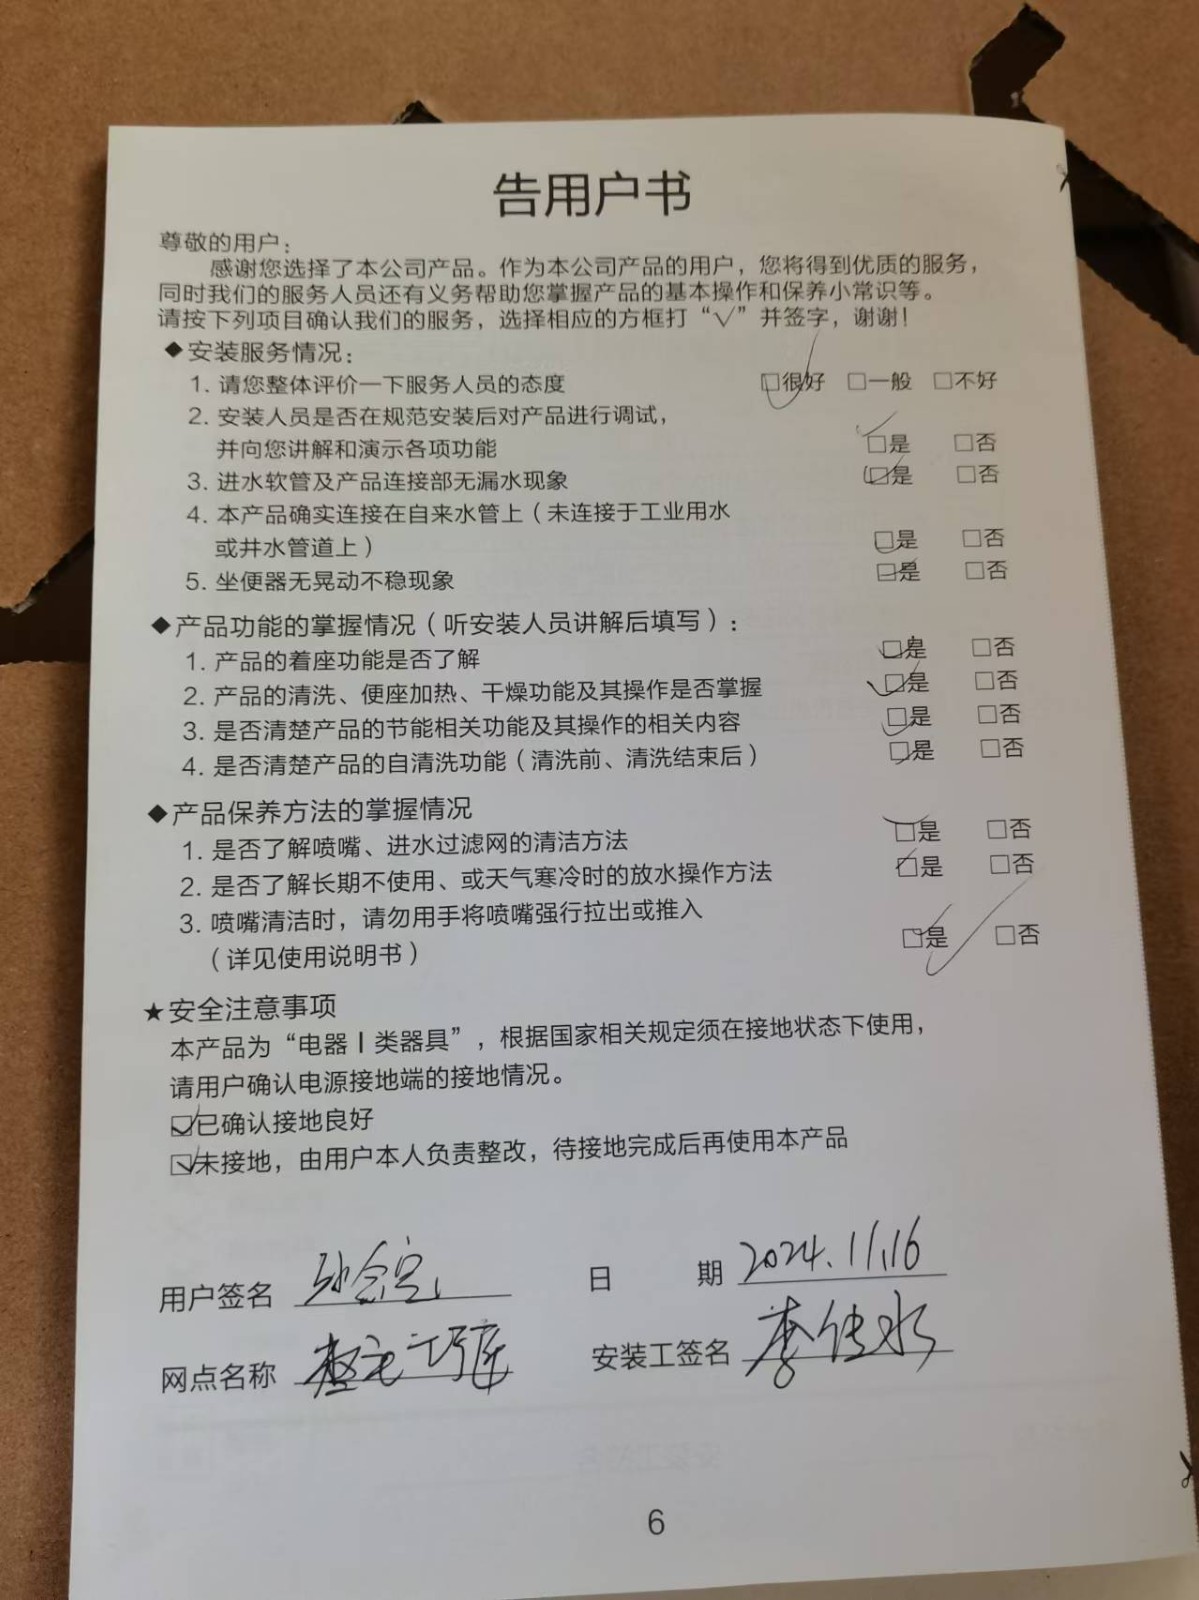 告用户书
尊敬的用户：
感谢您选择了本公司产品。作为本公司产品的用户，您将得到优质的服务，
同时我们的服务人员还有义务帮助您掌握产品的基本操作和保养小常识等。
请按下列项目确认我们的服务，选择相应的方框打“√”并签字，谢谢！
◆安装服务情况：
1. 请您整体评价一下服务人员的态度 □很好 □一般 □不好
2. 安装人员是否在规范安装后对产品进行调试，
并向您讲解和演示各项功能 □是 □否
3. 进水软管及产品连接部无漏水现象 □是 □否
4. 本产品确实连接在自来水管上（未连接于工业用水
或井水管道上） □是 □否
5. 坐便器无晃动不稳现象 □是 □否
◆产品功能的掌握情况（听安装人员讲解后填写）：
1. 产品的着座功能是否了解 □是 □否
2. 产品的清洗、便座加热、干燥功能及其操作是否掌握 □是 □否
3. 是否清楚产品的节能相关功能及其操作的相关内容 □是 □否
4. 是否清楚产品的自清洗功能（清洗前、清洗结束后） □是 □否
◆产品保养方法的掌握情况
1. 是否了解喷嘴、进水过滤网的清洁方法 □是 □否
2. 是否了解长期不使用、或天气寒冷时的放水操作方法 □是 □否
3. 喷嘴清洁时，请勿用手将喷嘴强行拉出或推入
（详见使用说明书） □是 □否
★安全注意事项
本产品为“电器Ⅰ类器具”，根据国家相关规定须在接地状态下使用，
请用户确认电源接地端的接地情况。
☑已确认接地良好
☑未接地，由用户本人负责整改，待接地完成后再使用本产品
用户签名 日 期 2024.11.16
网点名称 安装工签名 李传水
6